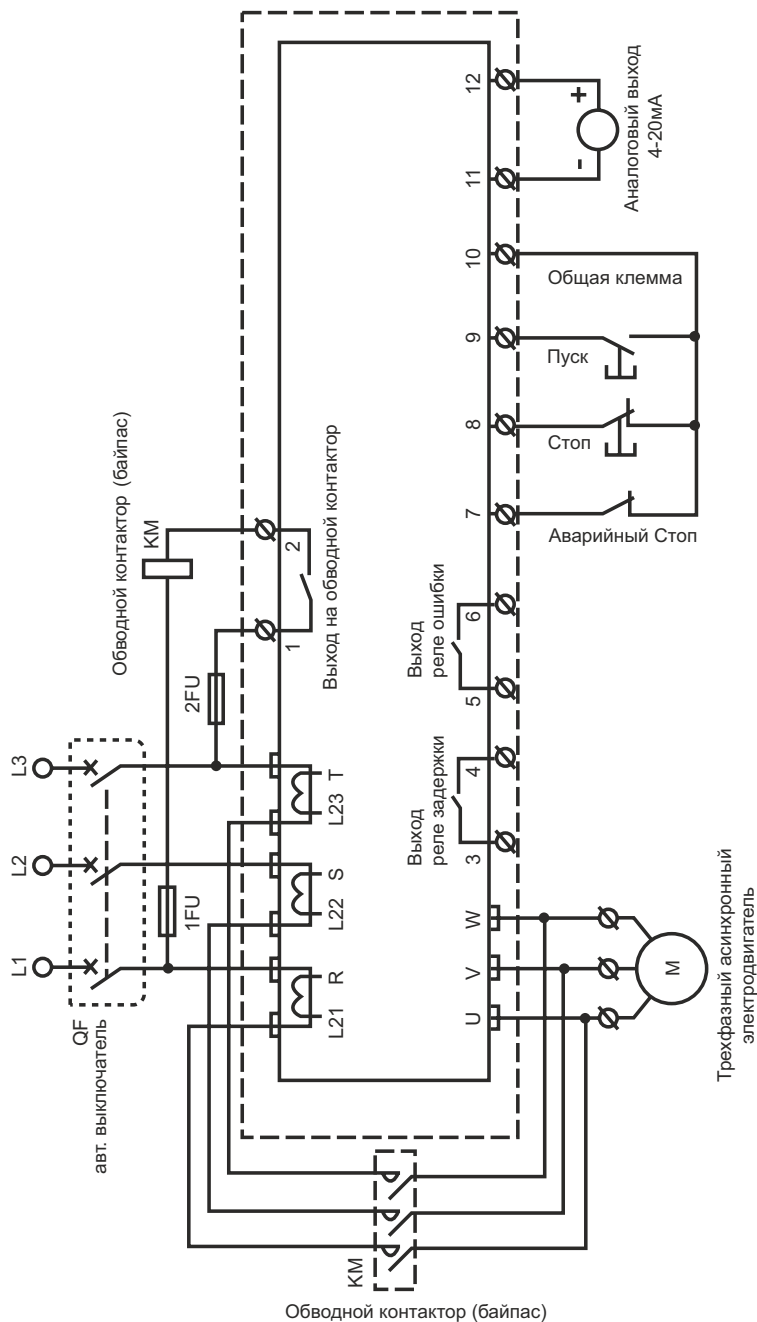 L1
L2
L3
QF
авт. выключатель
1FU
2FU
Обводной контактор (байпас)
KM
L21
R
L22
S
L23
T
1
2
Выход на обводной контактор
U
V
W
Выход
реле задержки
3
4
Выход
реле ошибки
5
6
7
8
9
10
11
12
Аварийный Стоп
Стоп
Пуск
Общая клемма
-
+
Аналоговый выход
4-20мА
М
Трехфазный асинхронный
электродвигатель
KM
Обводной контактор (байпас)